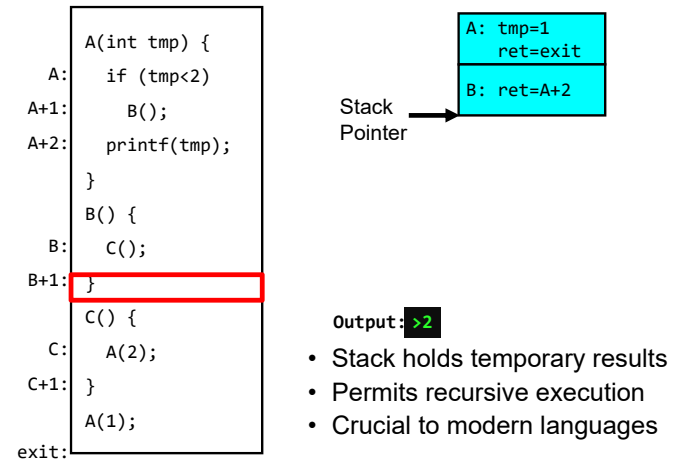 A(int tmp) {
A: if (tmp<2)
A+1: B();
A+2: printf(tmp);
}
B() {
B: C();
B+1: }
C() {
C: A(2);
C+1: }
A(1);
exit:
A: tmp=1
ret=exit
B: ret=A+2
Stack
Pointer
Output: >2
• Stack holds temporary results
• Permits recursive execution
• Crucial to modern languages